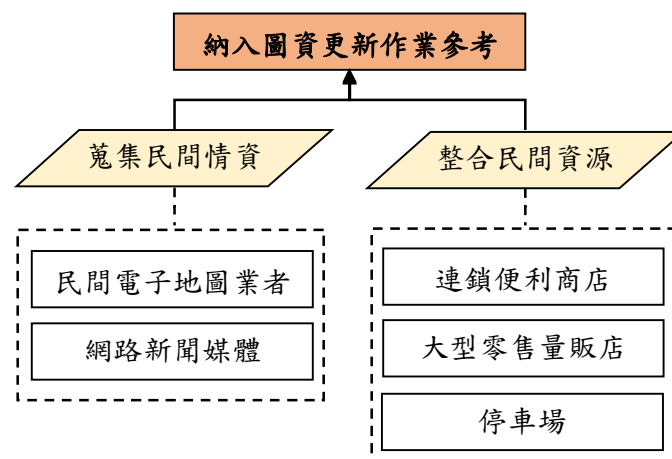 納入圖資更新作業參考
蒐集民間情資
整合民間資源
民間電子地圖業者
網路新聞媒體
連鎖便利商店
大型零售量販店
停車場